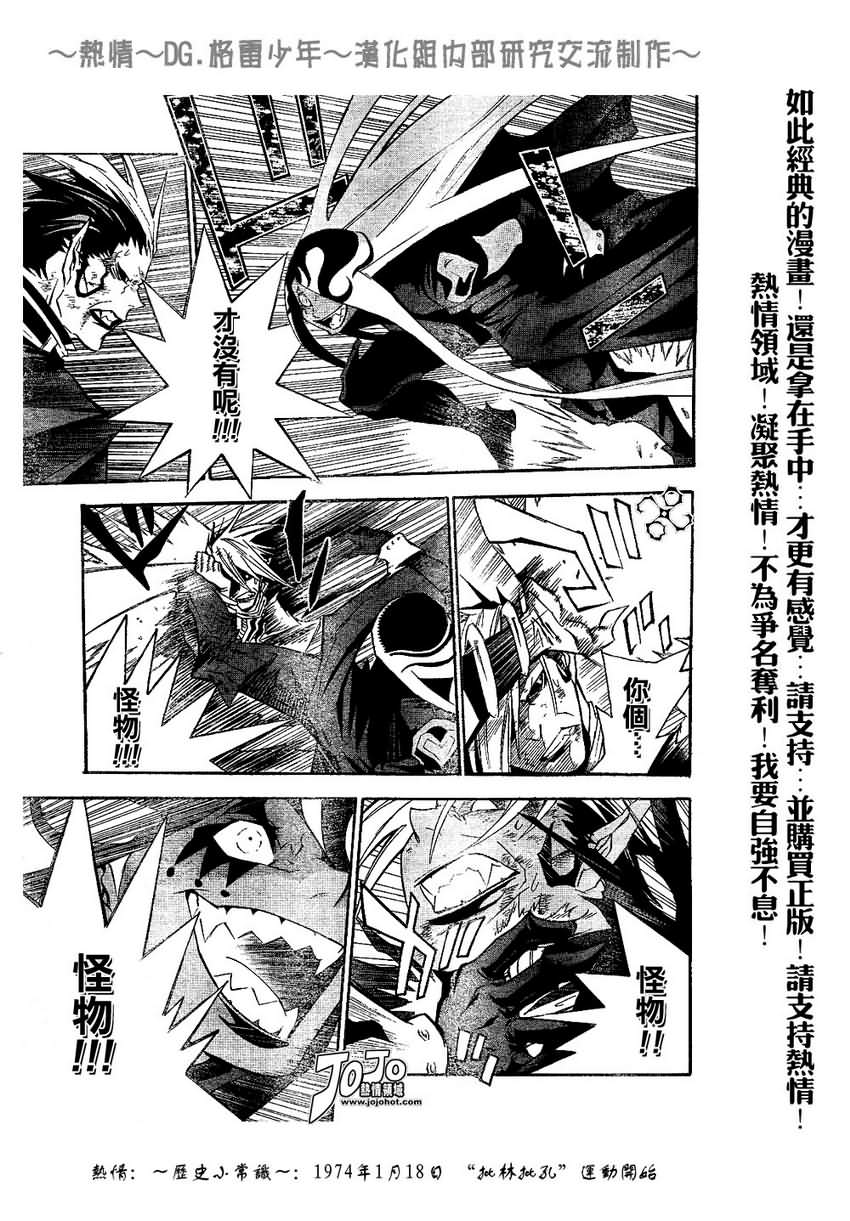 ～熱情～DG.格雷少年～漢化組內部研究交流制作～
如此經典的漫畫！還是拿在手中…才更有感覺…請支持…並購買正版！請支持熱情！
熱情領域！凝聚熱情！不為爭名奪利！我要自強不息！
才沒有呢!!!
你個…
怪物!!!
怪物!!
怪物!!!
JOJO
熱情領域
www.jojohot.com
熱情：～歷史小常識～：1974年1月18日 “批林批孔” 運動開始